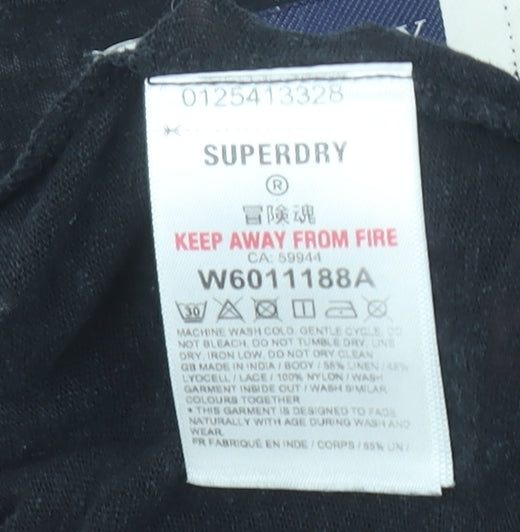 0125413328
SUPERDRY
®
冒険魂
KEEP AWAY FROM FIRE
CA: 59944
W6011188A
30
MACHINE WASH COLD, GENTLE CYCLE, DO
NOT BLEACH, DO NOT TUMBLE DRY, LINE
DRY, IRON LOW, DO NOT DRY CLEAN
GB MADE IN INDIA / BODY / 55% LINEN /
LYOCELL / LACE / 100% NYLON / WASH
GARMENT INSIDE OUT / WASH SIMILAR
COLOURS TOGETHER
* THIS GARMENT IS DESIGNED TO FADE
NATURALLY WITH AGE DURING WASH AND
WEAR.
FR FABRIQUÉ EN INDE / CORPS / 55%